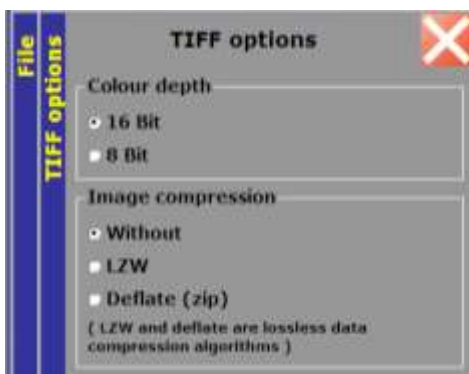 File
TIFF options
TIFF options
Colour depth
16 Bit
8 Bit
Image compression
Without
LZW
Deflate (zip)
( LZW and deflate are lossless data
compression algorithms )